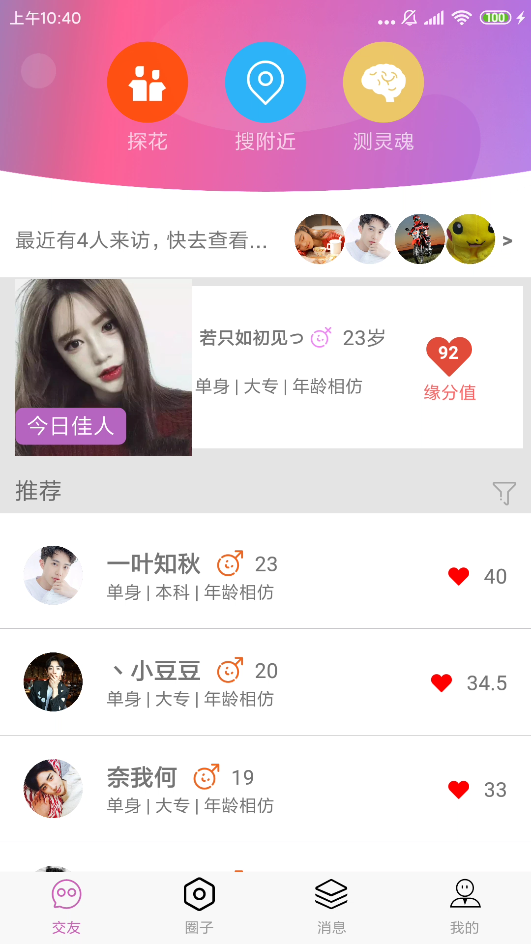 上午10:40
100
探花
搜附近
测灵魂
最近有4人来访，快去查看...
>
若只如初见つ 23岁
92
单身 | 大专 | 年龄相仿
缘分值
今日佳人
推荐
一叶知秋 23
单身 | 本科 | 年龄相仿
40
丶小豆豆 20
单身 | 大专 | 年龄相仿
34.5
奈我何 19
单身 | 大专 | 年龄相仿
33
交友
圈子
消息
我的